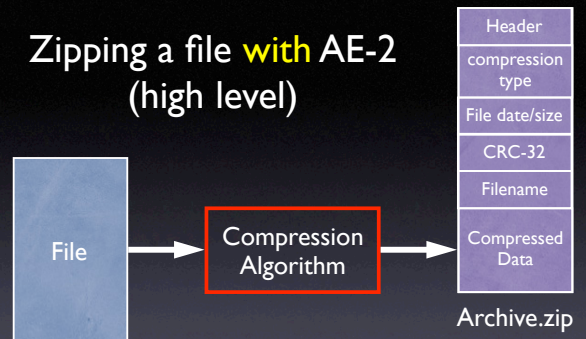 Zipping a file with AE-2
(high level)
File
Compression
Algorithm
Header
compression
type
File date/size
CRC-32
Filename
Compressed
Data
Archive.zip